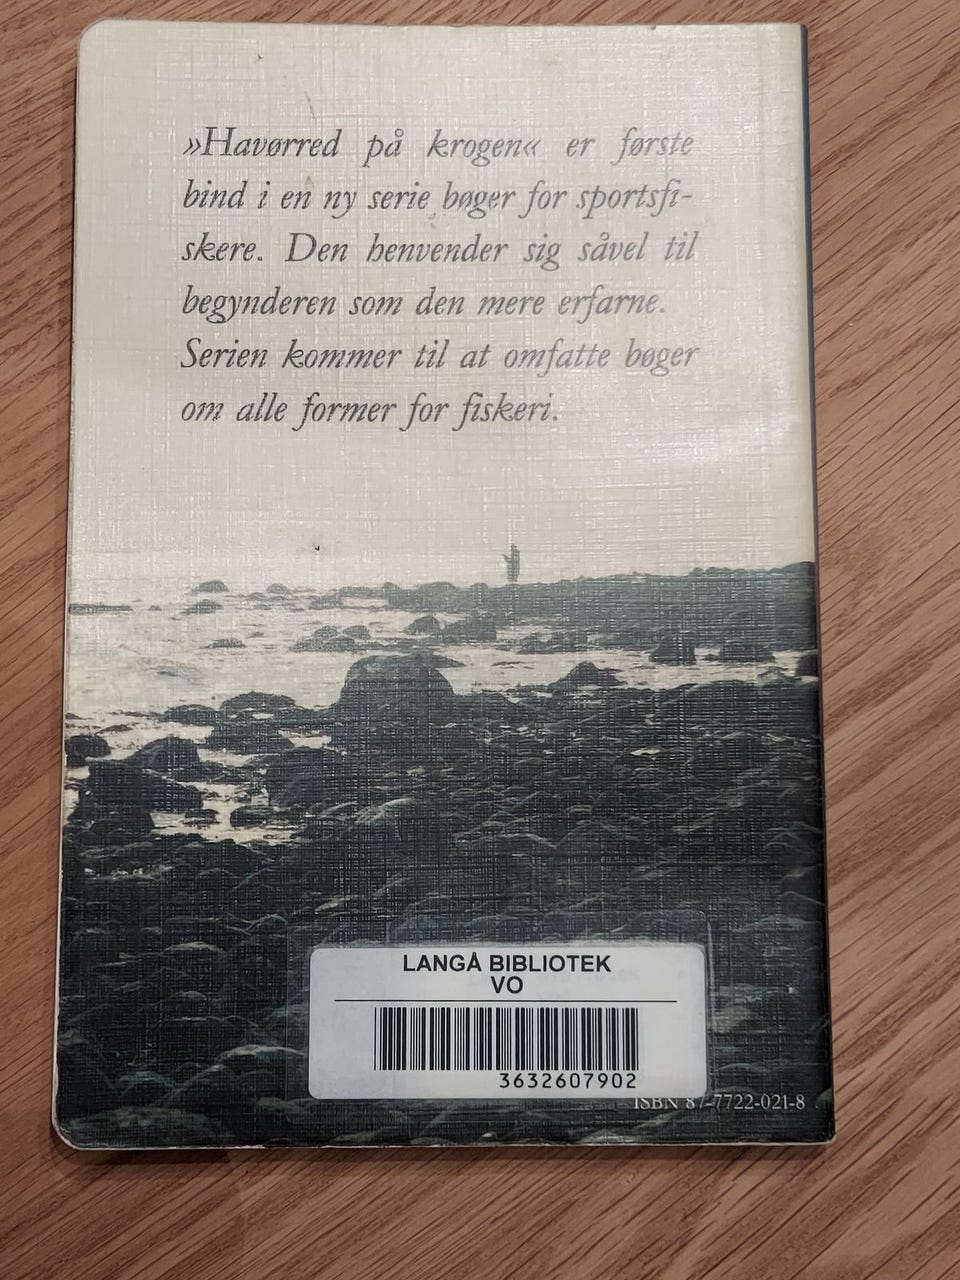 »Havørred på krogen« er første
bind i en ny serie bøger for sportsfi-
skere. Den henvender sig såvel til
begynderen som den mere erfarne.
Serien kommer til at omfatte bøger
om alle former for fiskeri.
LANGÅ BIBLIOTEK
VO
3632607902
ISBN 87-7722-021-8